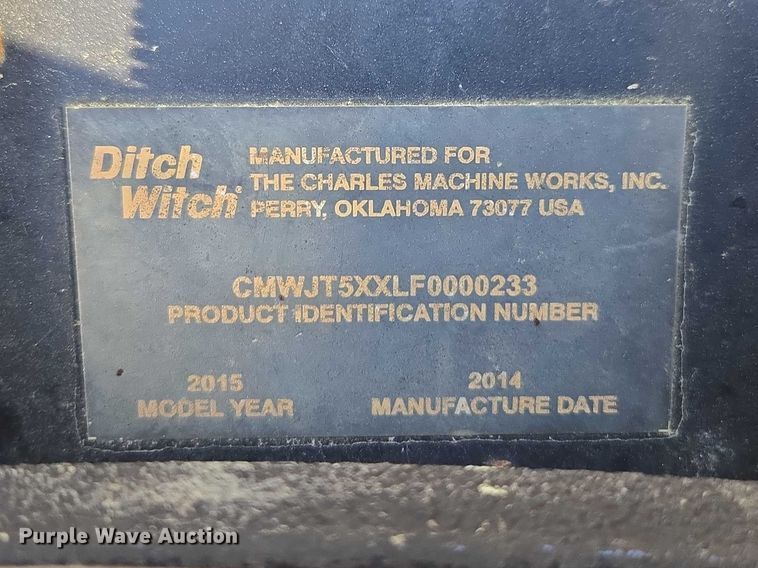 Ditch Witch®
MANUFACTURED FOR
THE CHARLES MACHINE WORKS, INC.
PERRY, OKLAHOMA 73077 USA
CMWJT5XXLF0000233
PRODUCT IDENTIFICATION NUMBER
2015
MODEL YEAR
2014
MANUFACTURE DATE
Purple Wave Auction